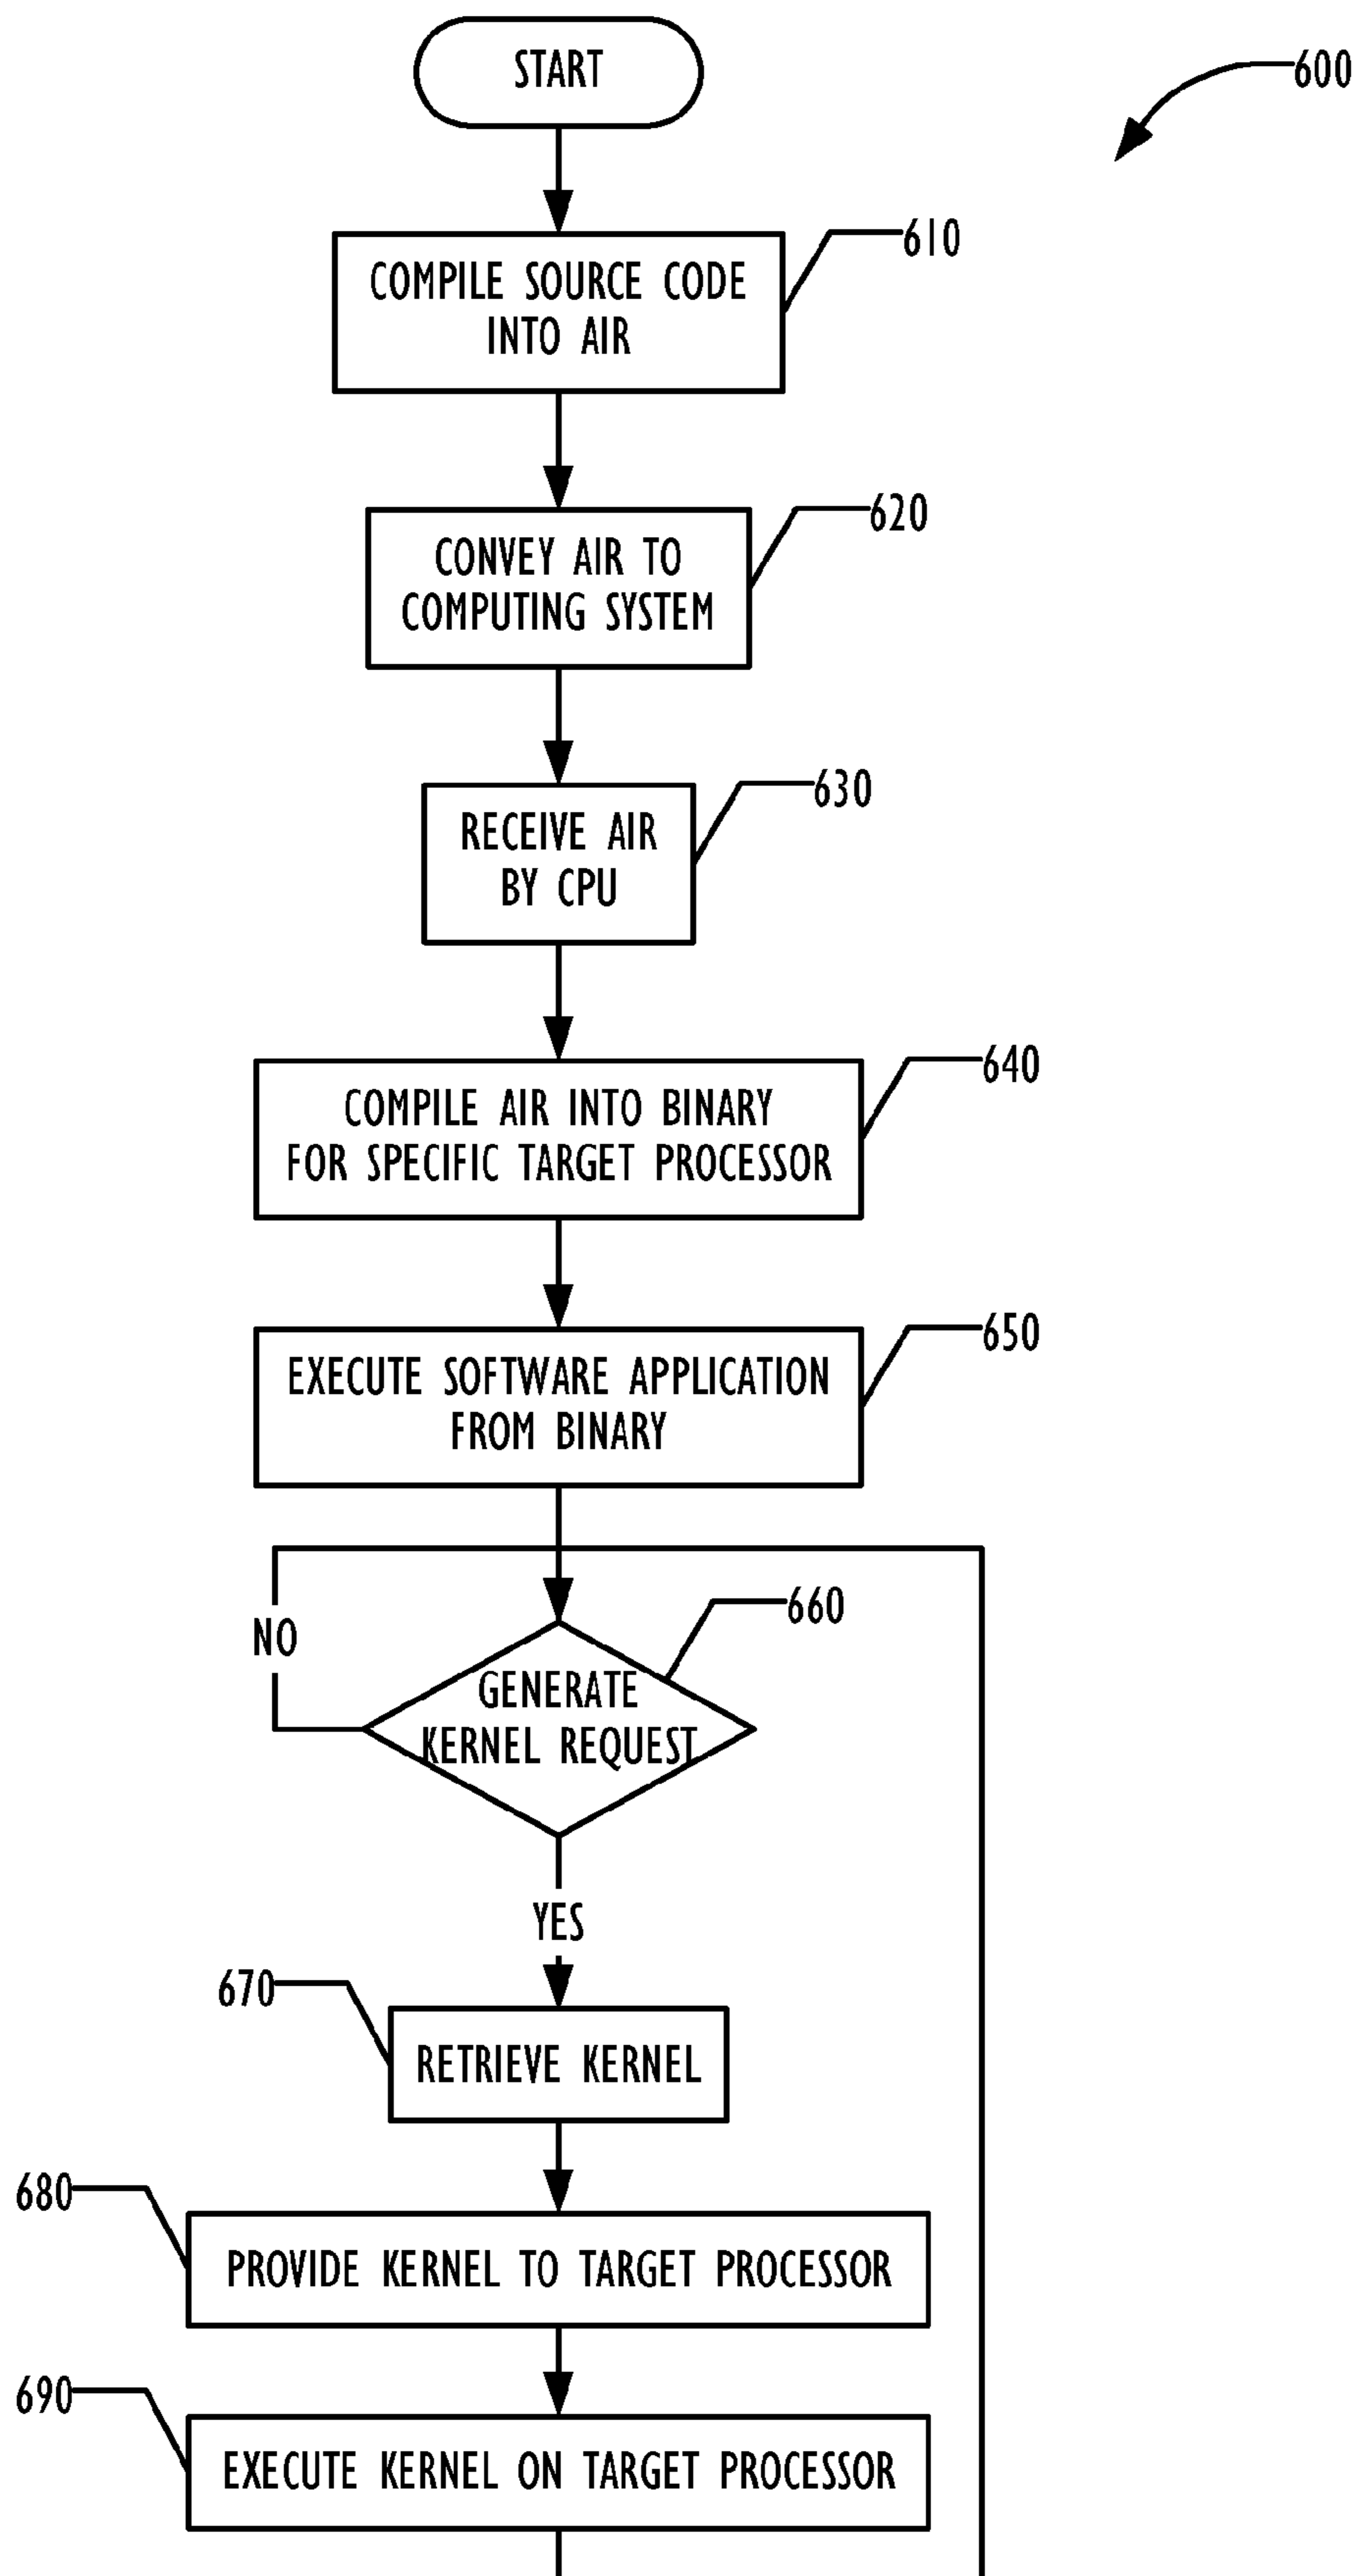 START
600
610
COMPILE SOURCE CODE
INTO AIR
620
CONVEY AIR TO
COMPUTING SYSTEM
630
RECEIVE AIR
BY CPU
640
COMPILE AIR INTO BINARY
FOR SPECIFIC TARGET PROCESSOR
650
EXECUTE SOFTWARE APPLICATION
FROM BINARY
660
NO
GENERATE
KERNEL REQUEST
YES
670
RETRIEVE KERNEL
680
PROVIDE KERNEL TO TARGET PROCESSOR
690
EXECUTE KERNEL ON TARGET PROCESSOR